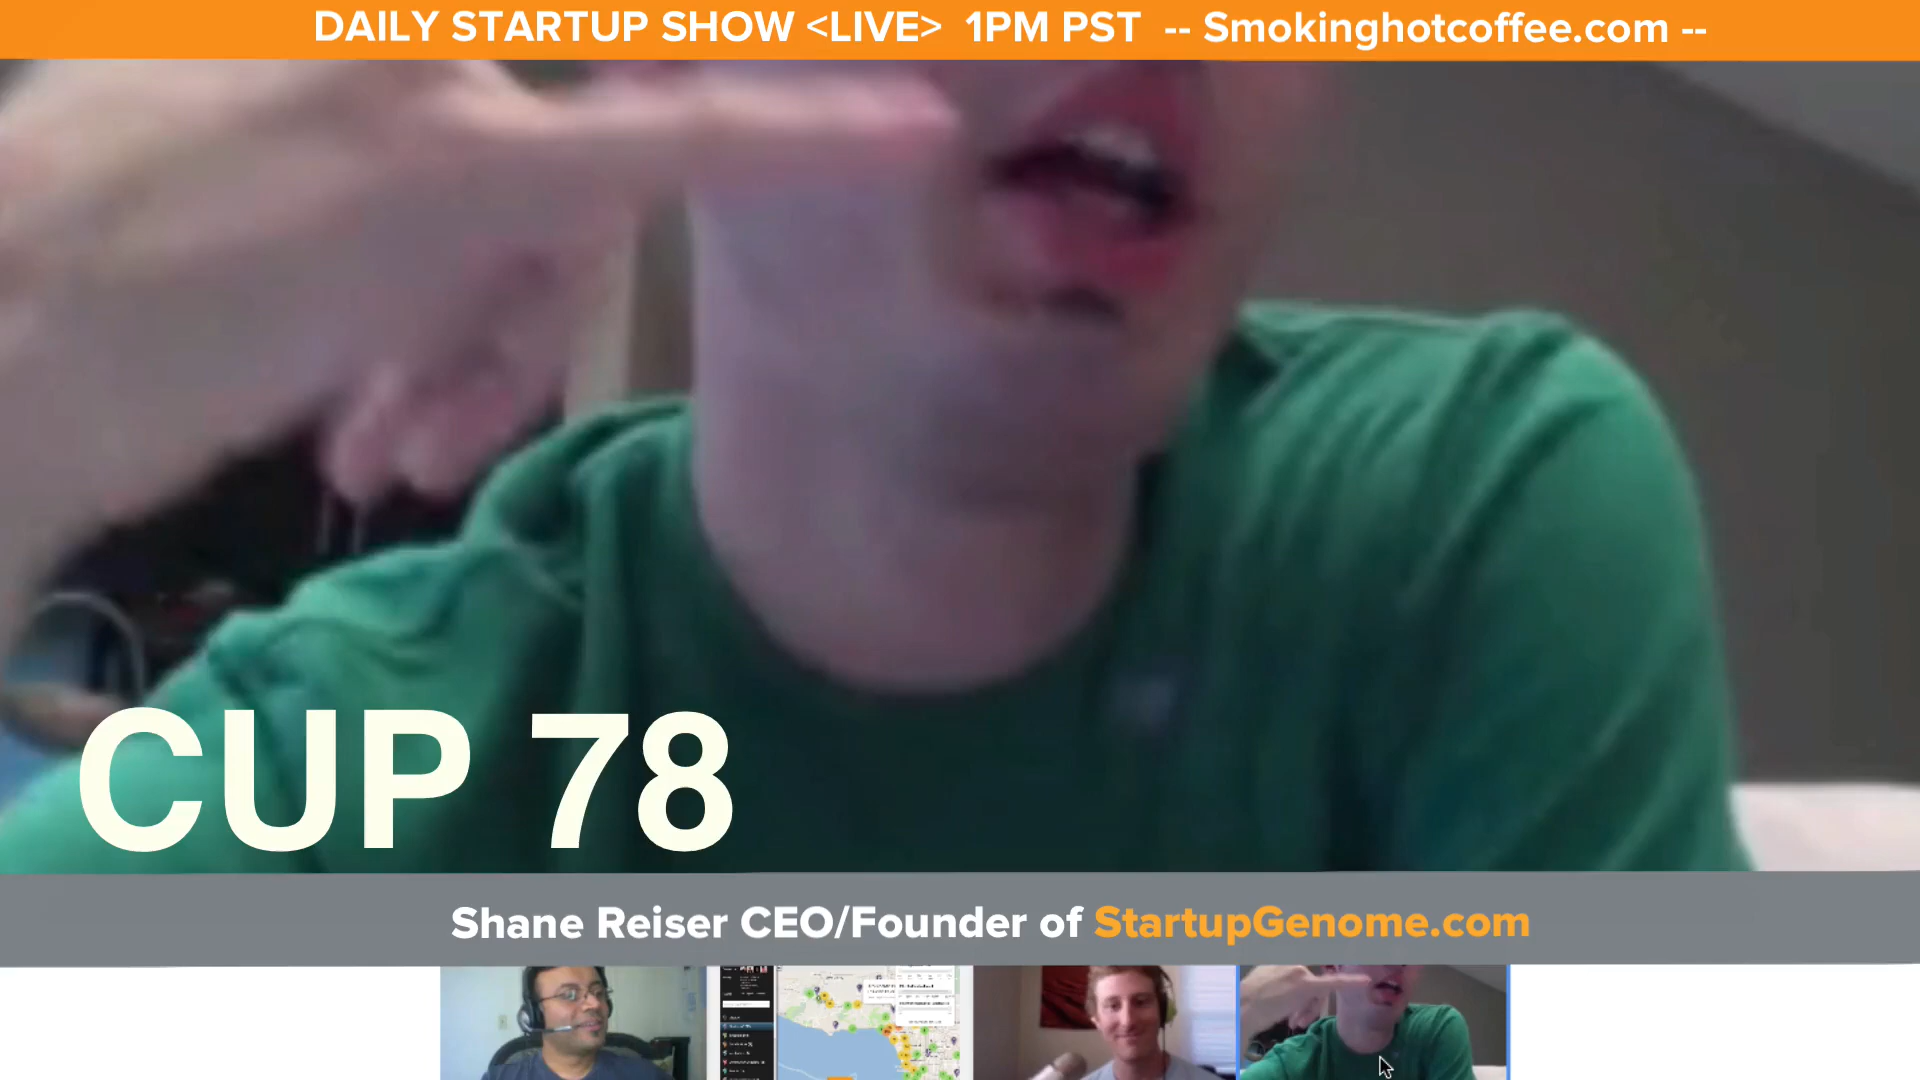 DAILY STARTUP SHOW <LIVE> 1PM PST -- Smokinghotcoffee.com --
CUP 78
Shane Reiser CEO/Founder of StartupGenome.com